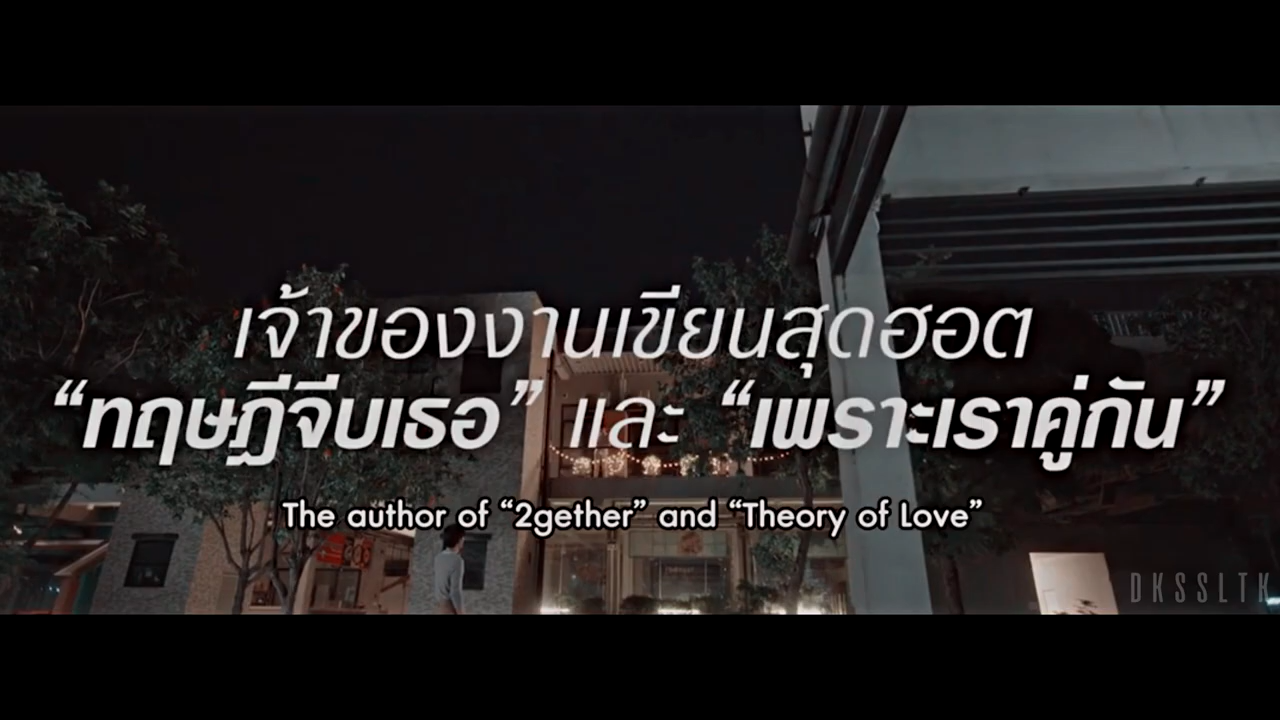 เจ้าของงานเขียนสุดฮอต
“ทฤษฎีจีบเธอ” และ “เพราะเราคู่กัน”
The author of “2gether” and “Theory of Love”
DKSSLTK